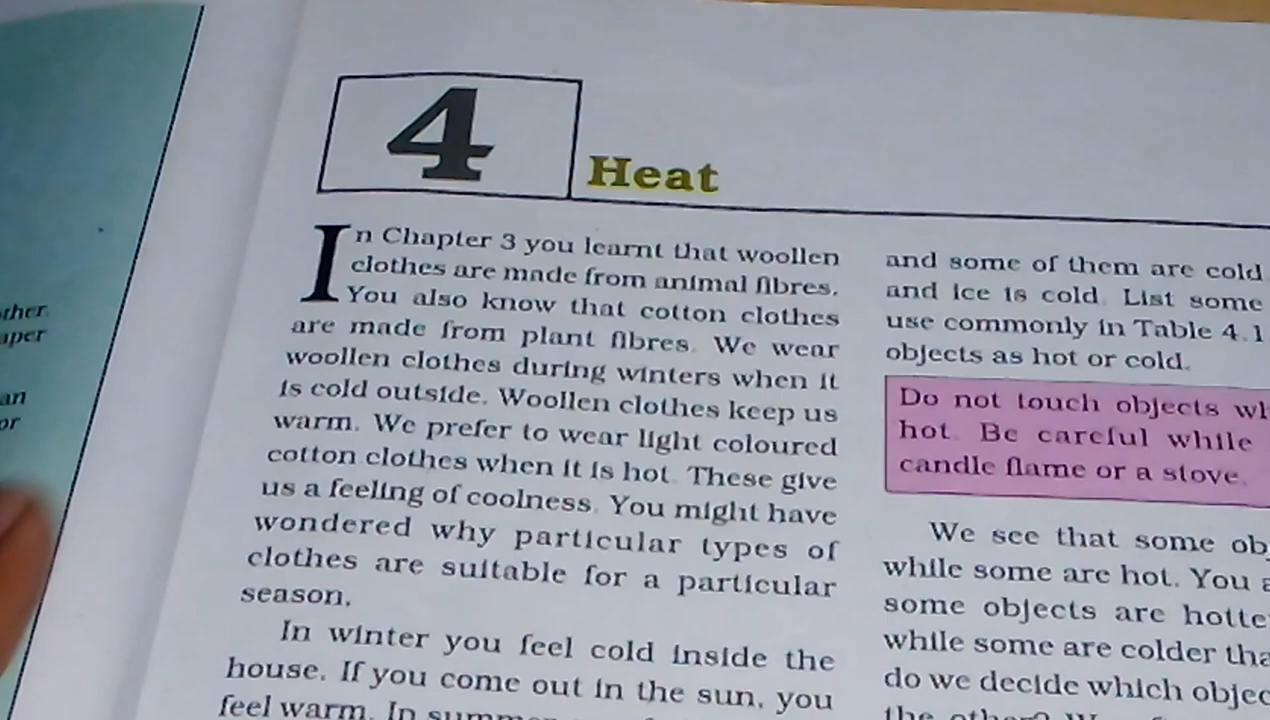 ther
aper
an
or
4 Heat
In Chapter 3 you learnt that woollen
clothes are made from animal fibres.
You also know that cotton clothes
are made from plant fibres. We wear
woollen clothes during winters when it
is cold outside. Woollen clothes keep us
warm. We prefer to wear light coloured
cotton clothes when it is hot. These give
us a feeling of coolness. You might have
wondered why particular types of
clothes are suitable for a particular
season.
In winter you feel cold inside the
house. If you come out in the sun, you
feel warm. In
and some of them are cold.
and ice is cold. List some
use commonly in Table 4.1
objects as hot or cold.
Do not touch objects
hot. Be careful while
candle flame or a stove.
We see that some
while some are hot. You
some objects are
while some are colder
do we decide which
the other?